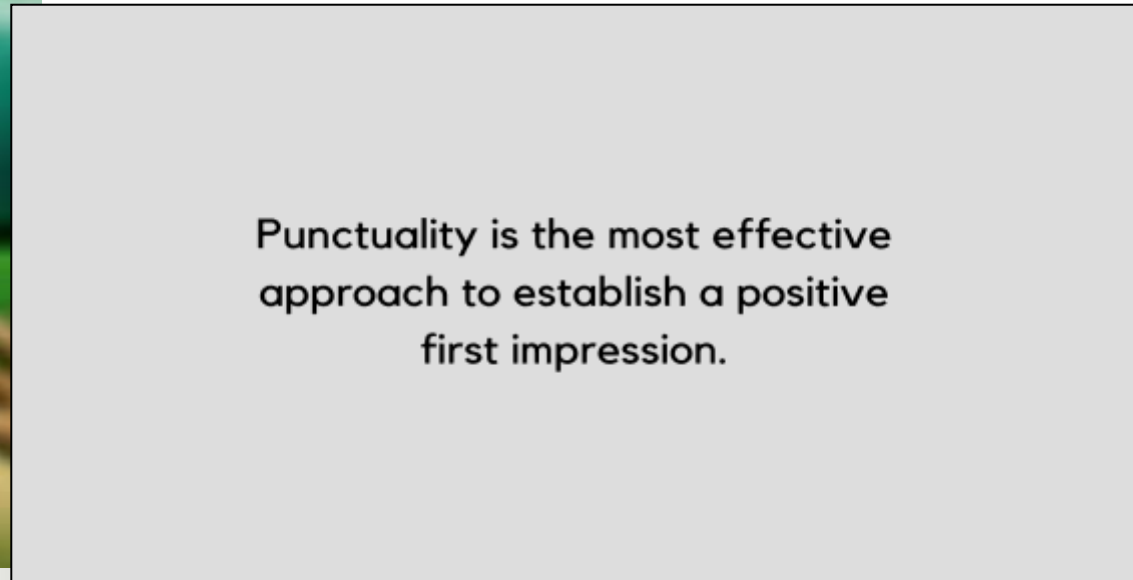 Punctuality is the most effective
approach to establish a positive
first impression.